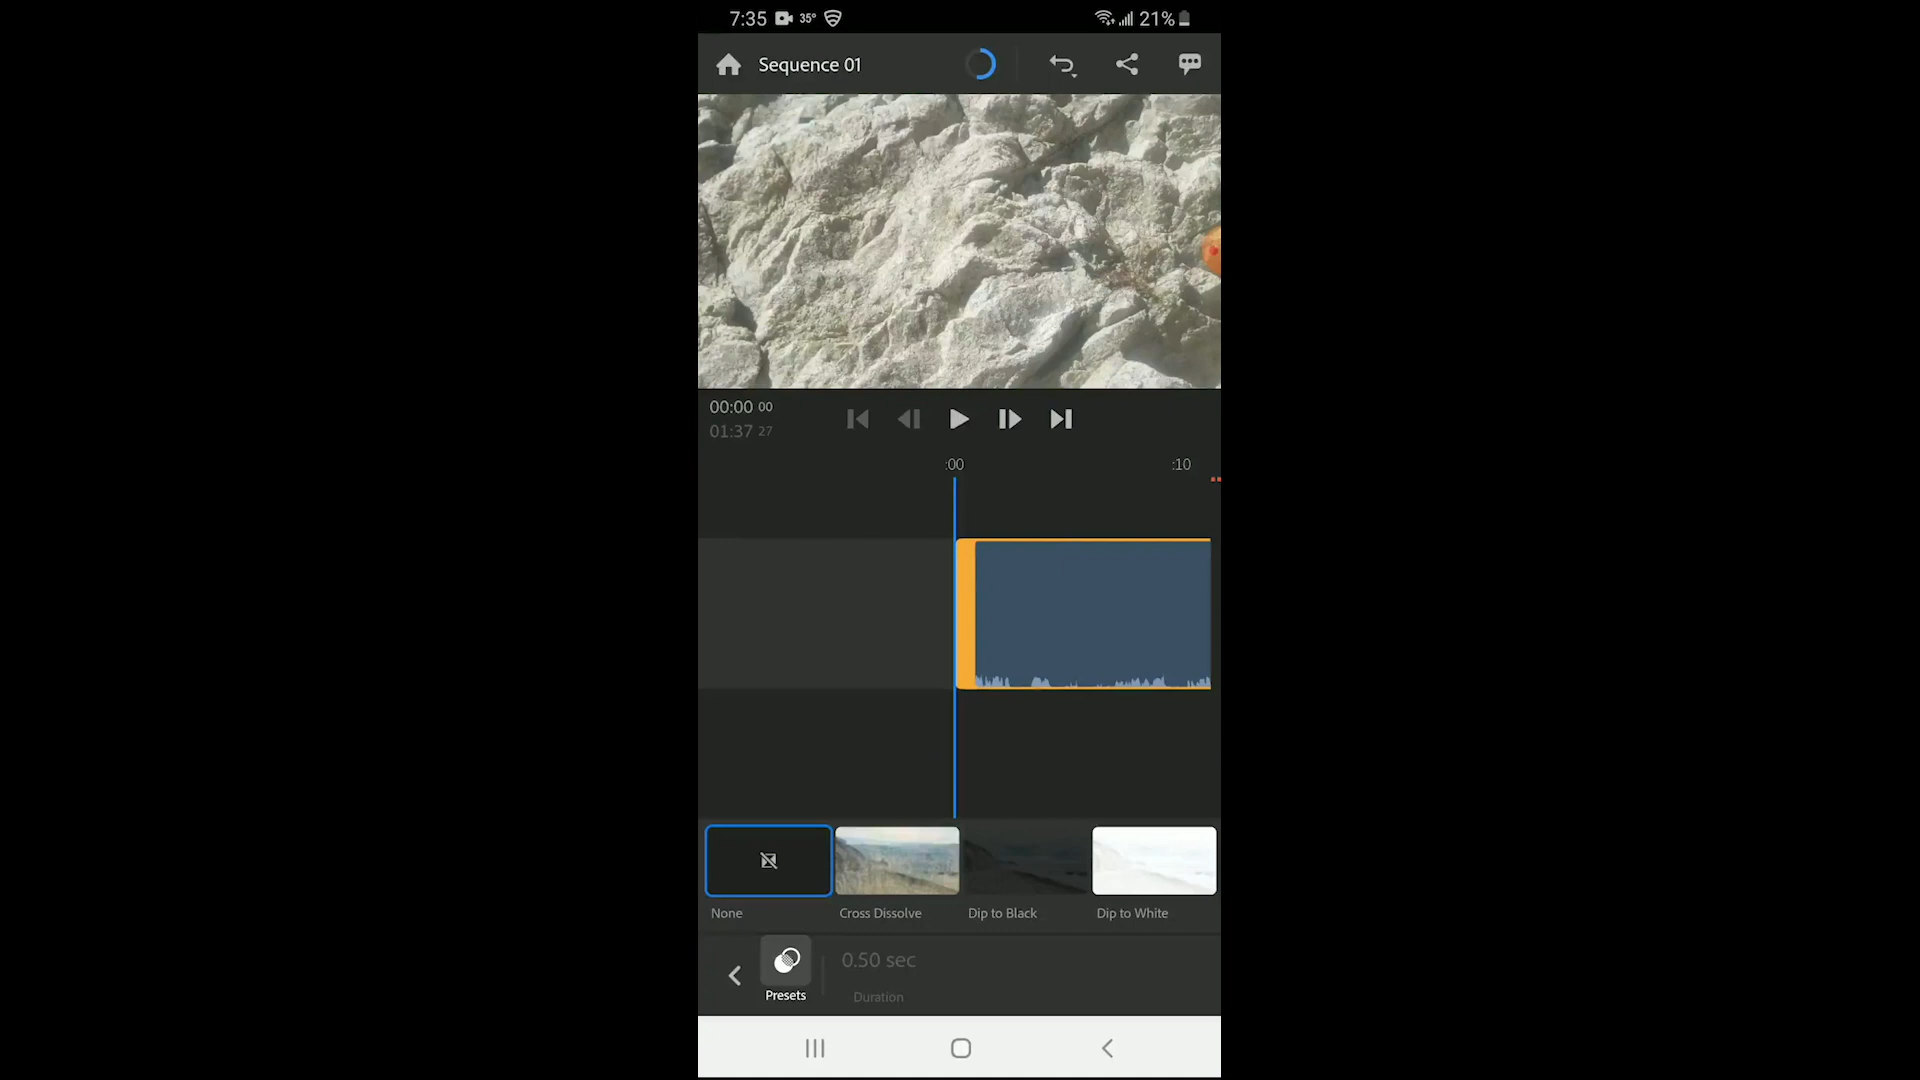 7:35 35° 21%
Sequence 01
00:00 00
01:37 27
:00 :10
None Cross Dissolve Dip to Black Dip to White
0.50 sec
Presets Duration